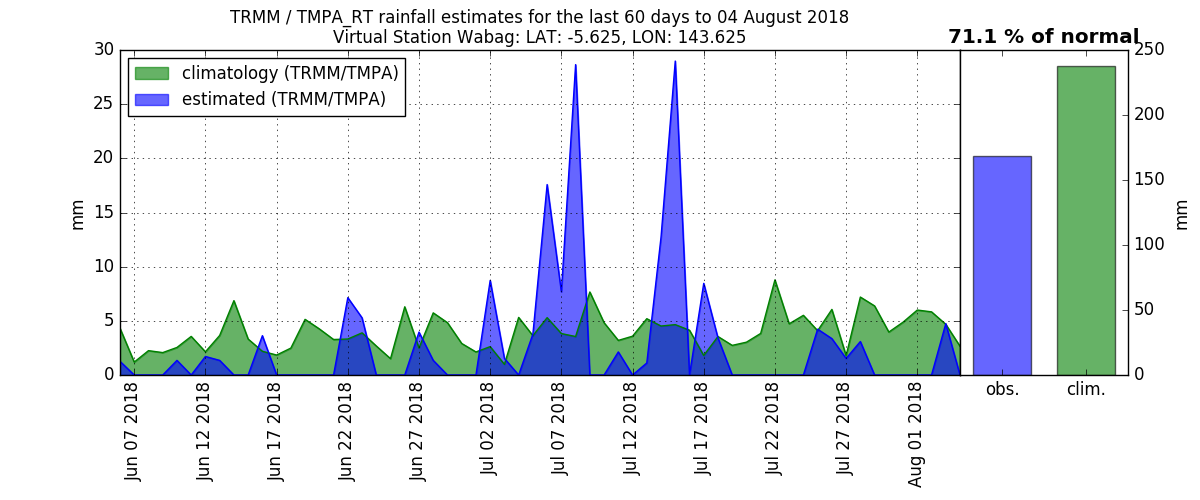 TRMM / TMPA_RT rainfall estimates for the last 60 days to 04 August 2018
Virtual Station Wabag: LAT: -5.625, LON: 143.625
71.1 % of normal
climatology (TRMM/TMPA)
estimated (TRMM/TMPA)
30
25
20
15
10
5
0
mm
Jun 07 2018
Jun 12 2018
Jun 17 2018
Jun 22 2018
Jun 27 2018
Jul 02 2018
Jul 07 2018
Jul 12 2018
Jul 17 2018
Jul 22 2018
Jul 27 2018
Aug 01 2018
obs.
clim.
250
200
150
100
50
0
mm